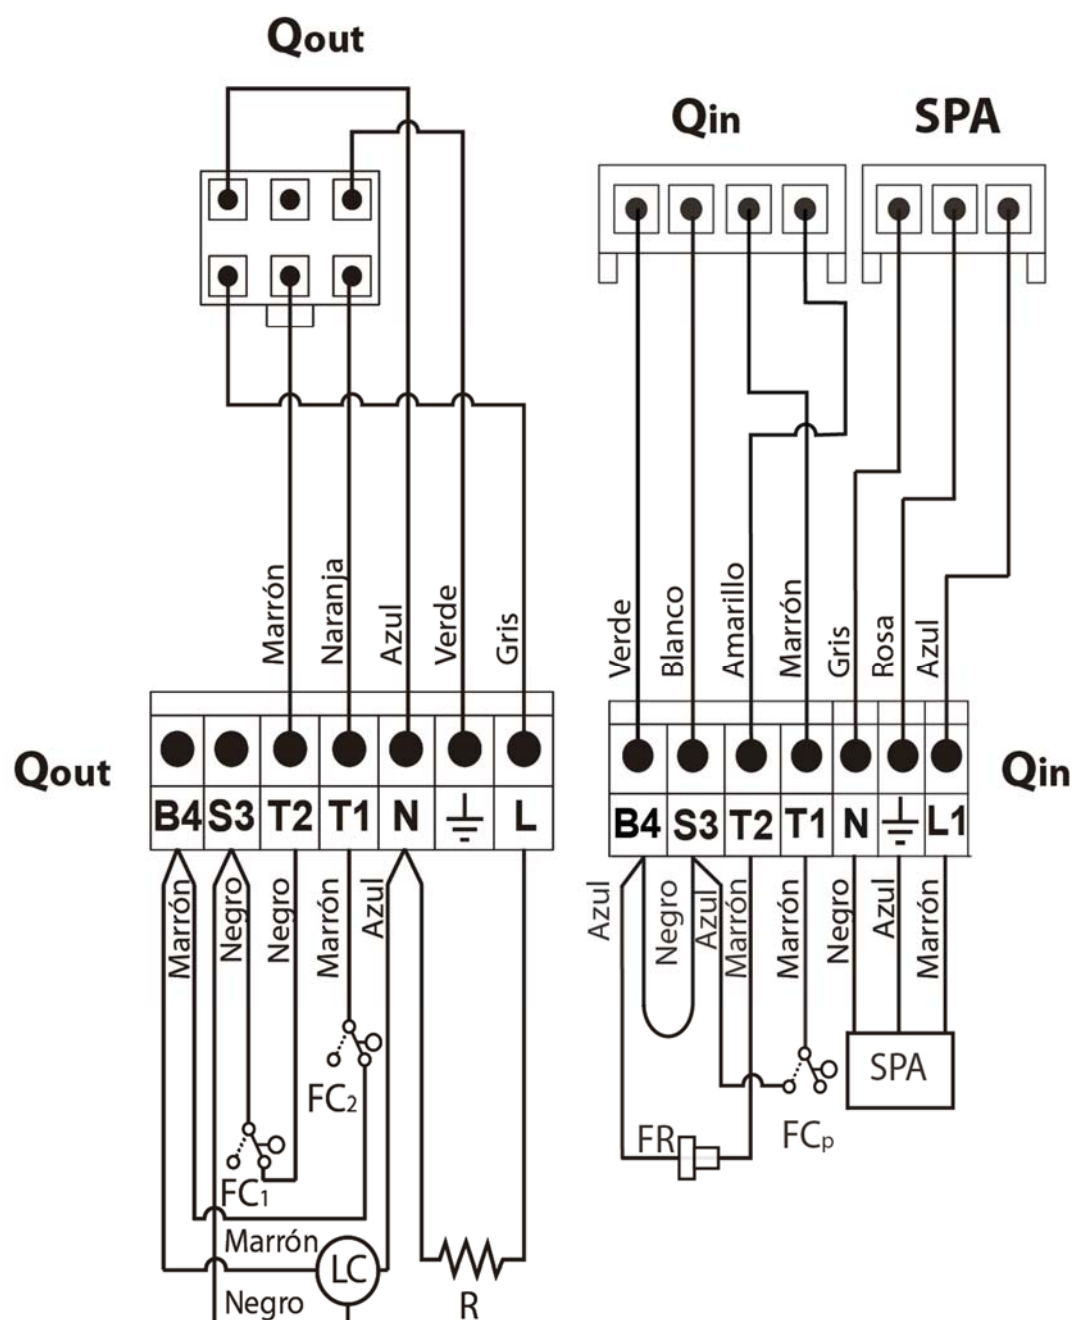 Qout
Qin
SPA
Marrón
Naranja
Azul
Verde
Gris
Verde
Blanco
Amarillo
Marrón
Gris
Rosa
Azul
Qout
B4 S3 T2 T1 N L
B4 S3 T2 T1 N L1
Qin
Marrón
Negro
Negro
Marrón
Azul
Azul
Negro
Azul
Marrón
Marrón
Negro
Azul
Marrón
FC2
FC1
SPA
FR
FCp
Marrón
LC
Negro
R